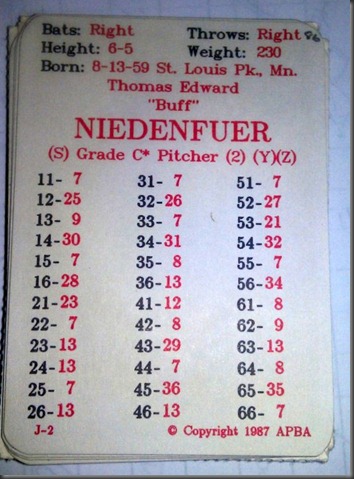 Bats: Right Throws: Right 86
Height: 6-5 Weight: 230
Born: 8-13-59 St. Louis Pk., Mn.
Thomas Edward
"Buff"
NIEDENFUER
(S) Grade C* Pitcher (2) (Y)(Z)
11- 7 31- 7 51- 7
12-25 32-26 52-27
13- 9 33- 7 53-21
14-30 34-31 54-32
15- 7 35- 8 55- 7
16-28 36-13 56-34
21-23 41-12 61- 8
22- 7 42- 8 62- 9
23-13 43-29 63-13
24-13 44- 7 64- 8
25- 7 45-36 65-35
26-13 46-13 66- 7
J-2 © Copyright 1987 APBA